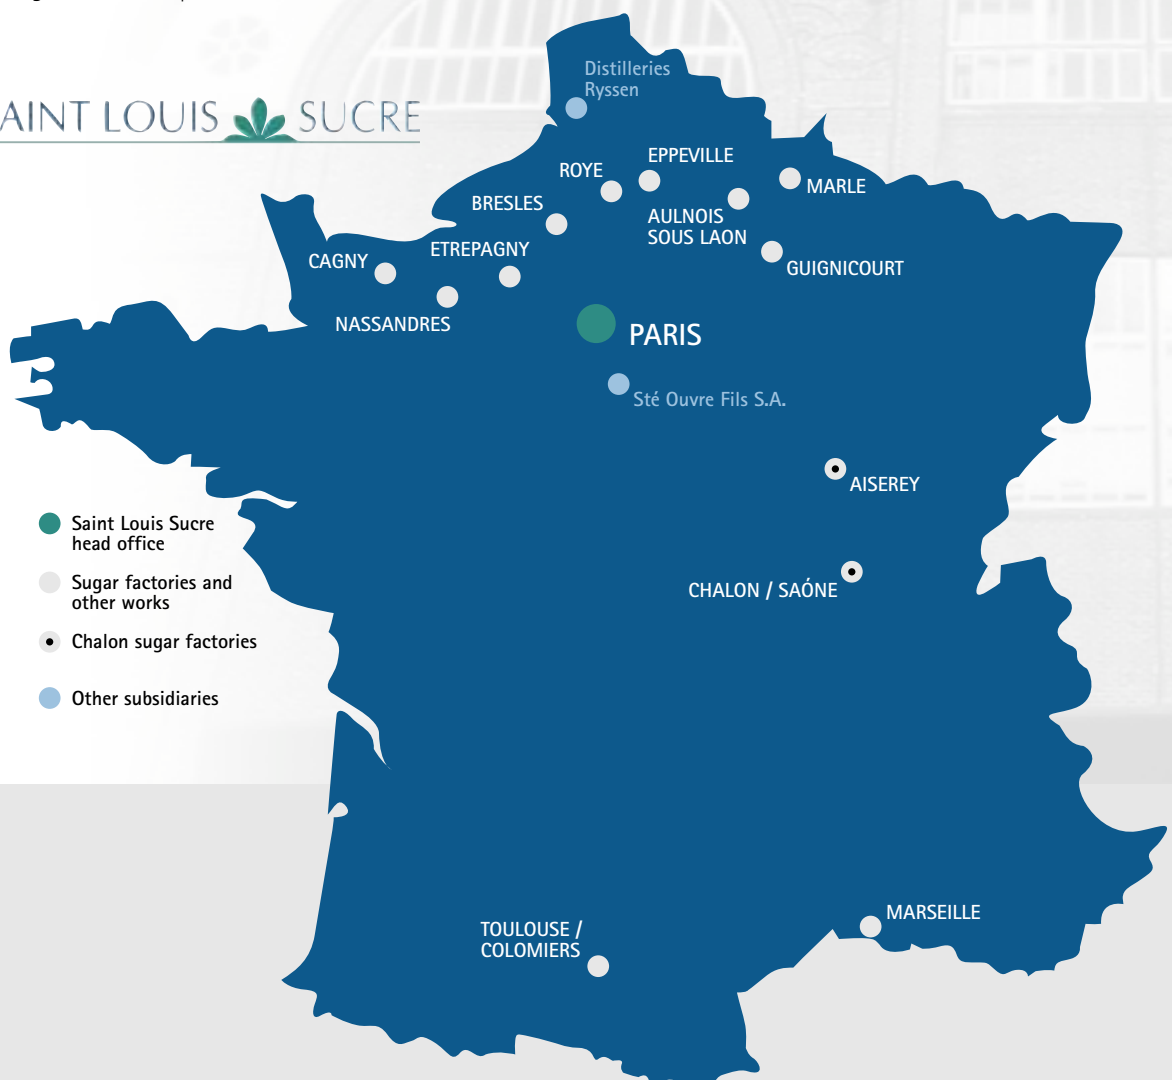 AINT LOUIS SUCRE
Distilleries
Ryssen
EPPEVILLE
ROYE
MARLE
BRESLES
AULNOIS
SOUS LAON
ETREPAGNY
CAGNY
GUIGNICOURT
NASSANDRES
PARIS
Sté Ouvre Fils S.A.
AISEREY
Saint Louis Sucre
head office
Sugar factories and
other works
Chalon sugar factories
Other subsidiaries
CHALON / SAÓNE
MARSEILLE
TOULOUSE /
COLOMIERS